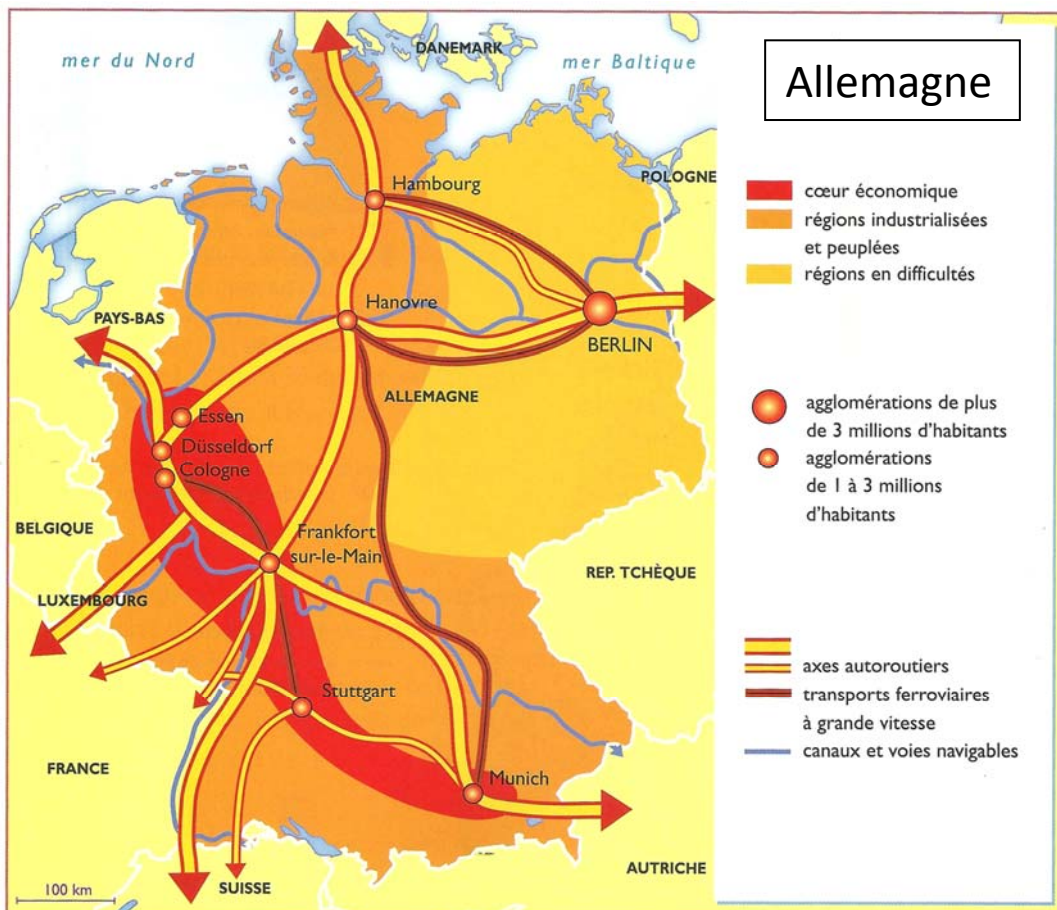 Allemagne
mer du Nord
DANEMARK
mer Baltique
POLOGNE
Hambourg
Hanovre
BERLIN
PAYS-BAS
ALLEMAGNE
Essen
Düsseldorf
Cologne
BELGIQUE
Frankfort
sur-le-Main
REP. TCHÈQUE
LUXEMBOURG
Stuttgart
FRANCE
Munich
AUTRICHE
SUISSE
100 km
cœur économique
régions industrialisées
et peuplées
régions en difficultés
agglomérations de plus
de 3 millions d'habitants
agglomérations
de 1 à 3 millions
d'habitants
axes autoroutiers
transports ferroviaires
à grande vitesse
canaux et voies navigables